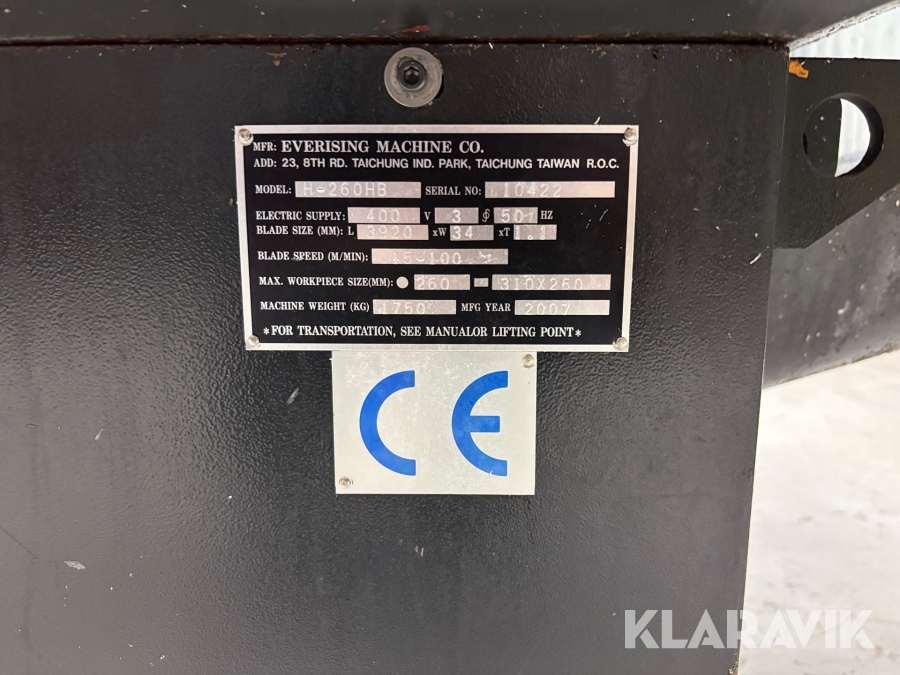 MFR: EVERISING MACHINE CO.
ADD: 23, 8TH RD. TAICHUNG IND. PARK, TAICHUNG TAIWAN R.O.C.
MODEL: H-260HB SERIAL NO: 10422
ELECTRIC SUPPLY: 400 V 3 ∮ 50 HZ
BLADE SIZE (MM): L 3920 xW 34 xT 1.1
BLADE SPEED (M/MIN): 15-100
MAX. WORKPIECE SIZE(MM): ● 260 310X260
MACHINE WEIGHT (KG) 1750 MFG YEAR 2007
*FOR TRANSPORTATION, SEE MANUALOR LIFTING POINT*
CE
KLARAVIK